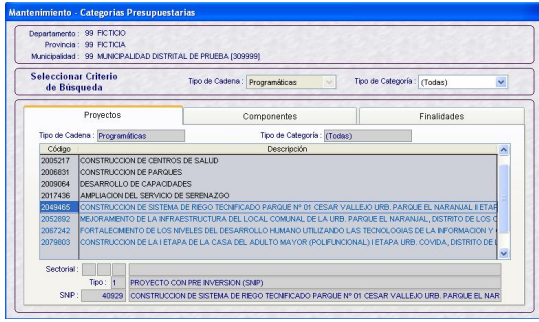 Mantenimiento - Categorías Presupuestarias
Departamento : 99 FICTICIO
Provincia : 99 FICTICIA
Municipalidad : 99 MUNICIPALIDAD DISTRITAL DE PRUEBA [309999]
Seleccionar Criterio
de Búsqueda
Tipo de Cadena : Programáticas Tipo de Categoría : (Todas)
Proyectos Componentes Finalidades
Tipo de Cadena : Programáticas Tipo de Categoría : (Todas)
Código Descripción
2005217 CONSTRUCCION DE CENTROS DE SALUD
2006831 CONSTRUCCION DE PARQUES
2009064 DESARROLLO DE CAPACIDADES
2017436 AMPLIACION DEL SERVICIO DE SERENAZGO
2049465 CONSTRUCCION DE SISTEMA DE RIEGO TECNIFICADO PARQUE Nº 01 CESAR VALLEJO URB. PARQUE EL NARANJAL II ETAP
2052892 MEJORAMIENTO DE LA INFRAESTRUCTURA DEL LOCAL COMUNAL DE LA URB. PARQUE EL NARANJAL, DISTRITO DE LOS O
2067242 FORTALECIMIENTO DE LOS NIVELES DEL DESARROLLO HUMANO UTILIZANDO LAS TECNOLOGIAS DE LA INFORMACION Y
2079803 CONSTRUCCION DE LA I ETAPA DE LA CASA DEL ADULTO MAYOR (POLIFUNCIONAL) I ETAPA URB. COVIDA, DISTRITO DE L
Sectorial :
Tipo : 1 PROYECTO CON PRE INVERSION (SNIP)
SNIP : 40929 CONSTRUCCION DE SISTEMA DE RIEGO TECNIFICADO PARQUE Nº 01 CESAR VALLEJO URB. PARQUE EL NAR